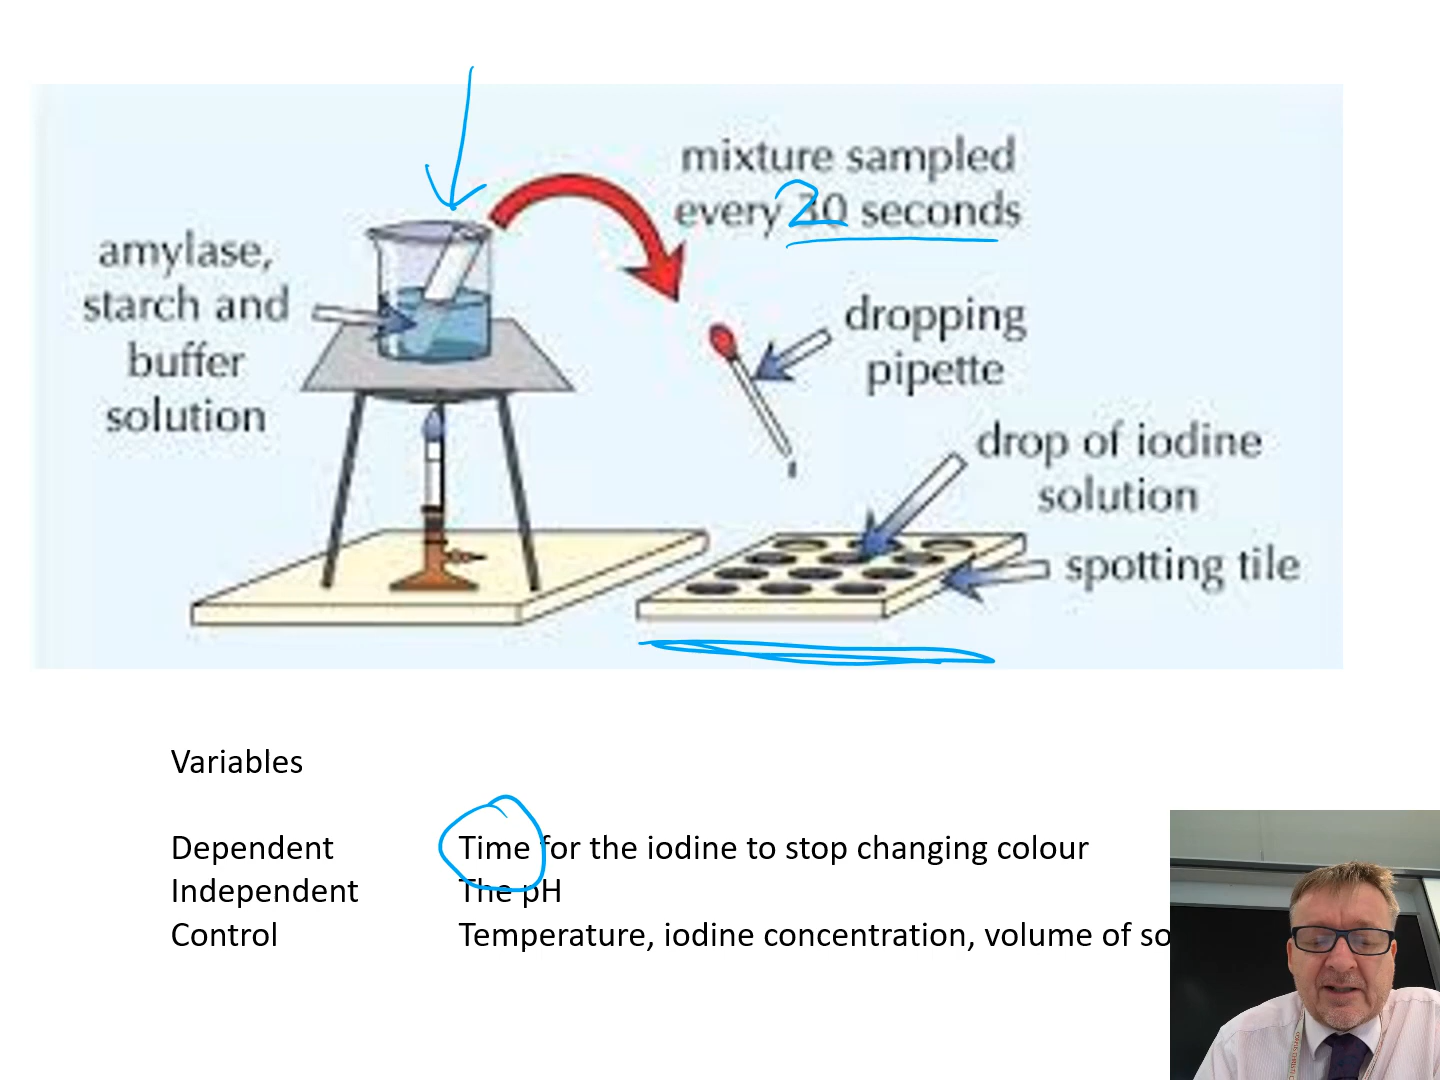 mixture sampled
every 30 seconds
2
amylase,
starch and
buffer
solution
dropping
pipette
drop of iodine
solution
spotting tile
Variables
Dependent Time for the iodine to stop changing colour
Independent The pH
Control Temperature, iodine concentration, volume of so